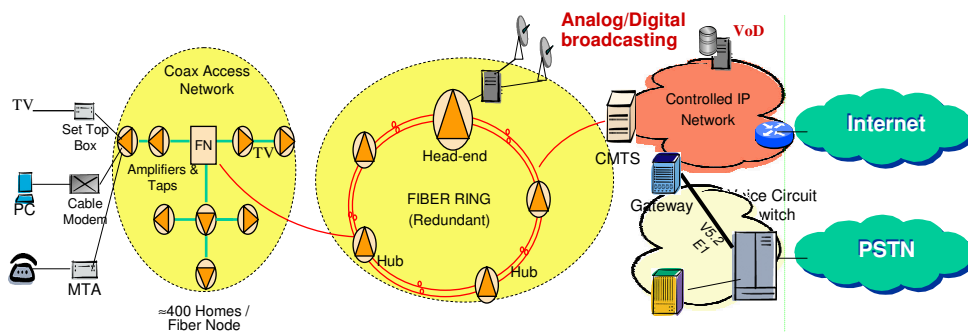 Analog/Digital
broadcasting
VoD
Coax Access
Network
TV
Set Top
Box
FN
TV
Amplifiers &
Taps
PC
Cable
Modem
MTA
≈400 Homes /
Fiber Node
Head-end
FIBER RING
(Redundant)
Hub
Hub
CMTS
Controlled IP
Network
Internet
Gateway
Circuit
witch
V5.2
E1
PSTN